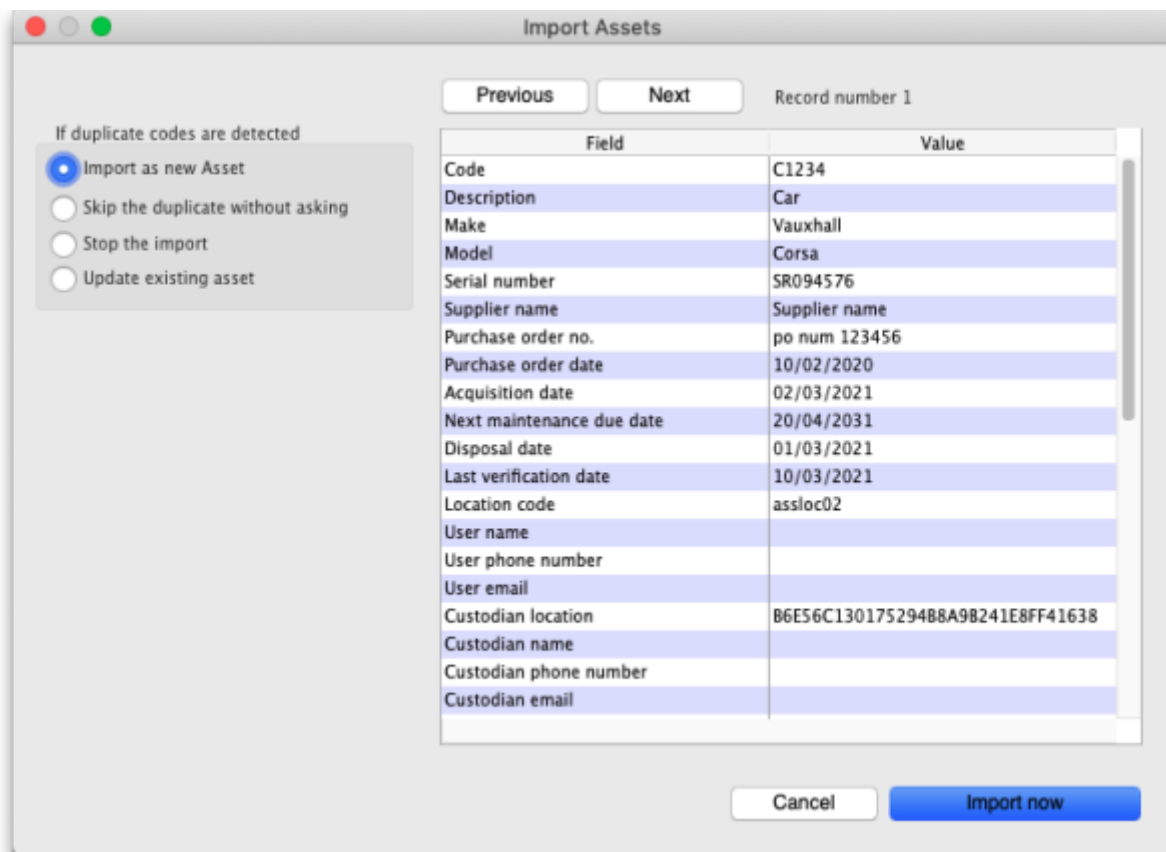 Import Assets
Previous Next Record number 1
If duplicate codes are detected
Import as new Asset
Skip the duplicate without asking
Stop the import
Update existing asset
Field Value
Code C1234
Description Car
Make Vauxhall
Model Corsa
Serial number SR094576
Supplier name Supplier name
Purchase order no. po num 123456
Purchase order date 10/02/2020
Acquisition date 02/03/2021
Next maintenance due date 20/04/2031
Disposal date 01/03/2021
Last verification date 10/03/2021
Location code assloc02
User name
User phone number
User email
Custodian location B6E56C130175294B8A9B241E8FF41638
Custodian name
Custodian phone number
Custodian email
Cancel Import now